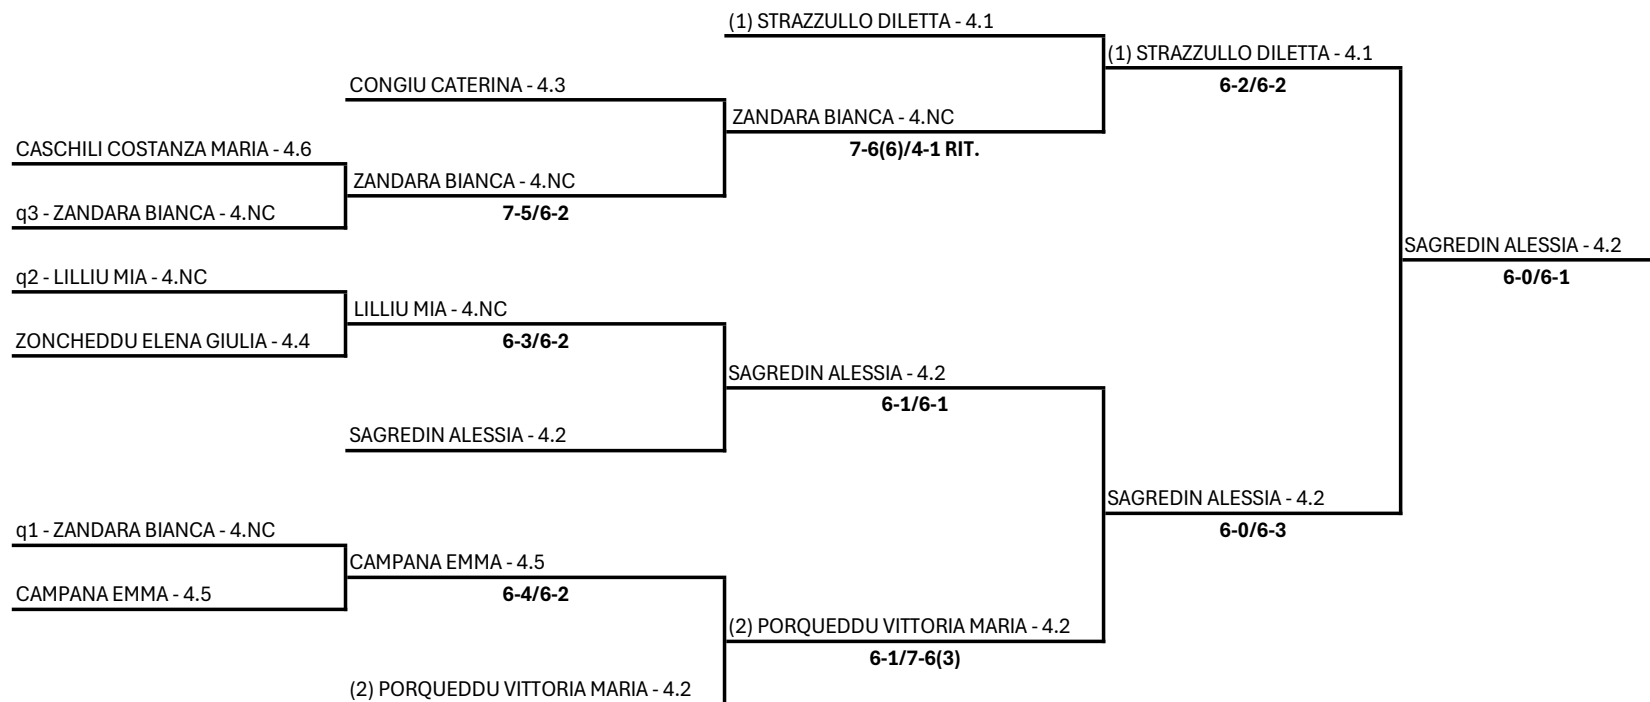 (1) STRAZZULLO DILETTA - 4.1
(1) STRAZZULLO DILETTA - 4.1
6-2/6-2
CONGIU CATERINA - 4.3
ZANDARA BIANCA - 4.NC
7-6(6)/4-1 RIT.
CASCHILI COSTANZA MARIA - 4.6
ZANDARA BIANCA - 4.NC
7-5/6-2
q3 - ZANDARA BIANCA - 4.NC
SAGREDIN ALESSIA - 4.2
6-0/6-1
q2 - LILLIU MIA - 4.NC
LILLIU MIA - 4.NC
6-3/6-2
ZONCHEDDU ELENA GIULIA - 4.4
SAGREDIN ALESSIA - 4.2
6-1/6-1
SAGREDIN ALESSIA - 4.2
SAGREDIN ALESSIA - 4.2
6-0/6-3
q1 - ZANDARA BIANCA - 4.NC
CAMPANA EMMA - 4.5
6-4/6-2
CAMPANA EMMA - 4.5
(2) PORQUEDDU VITTORIA MARIA - 4.2
6-1/7-6(3)
(2) PORQUEDDU VITTORIA MARIA - 4.2